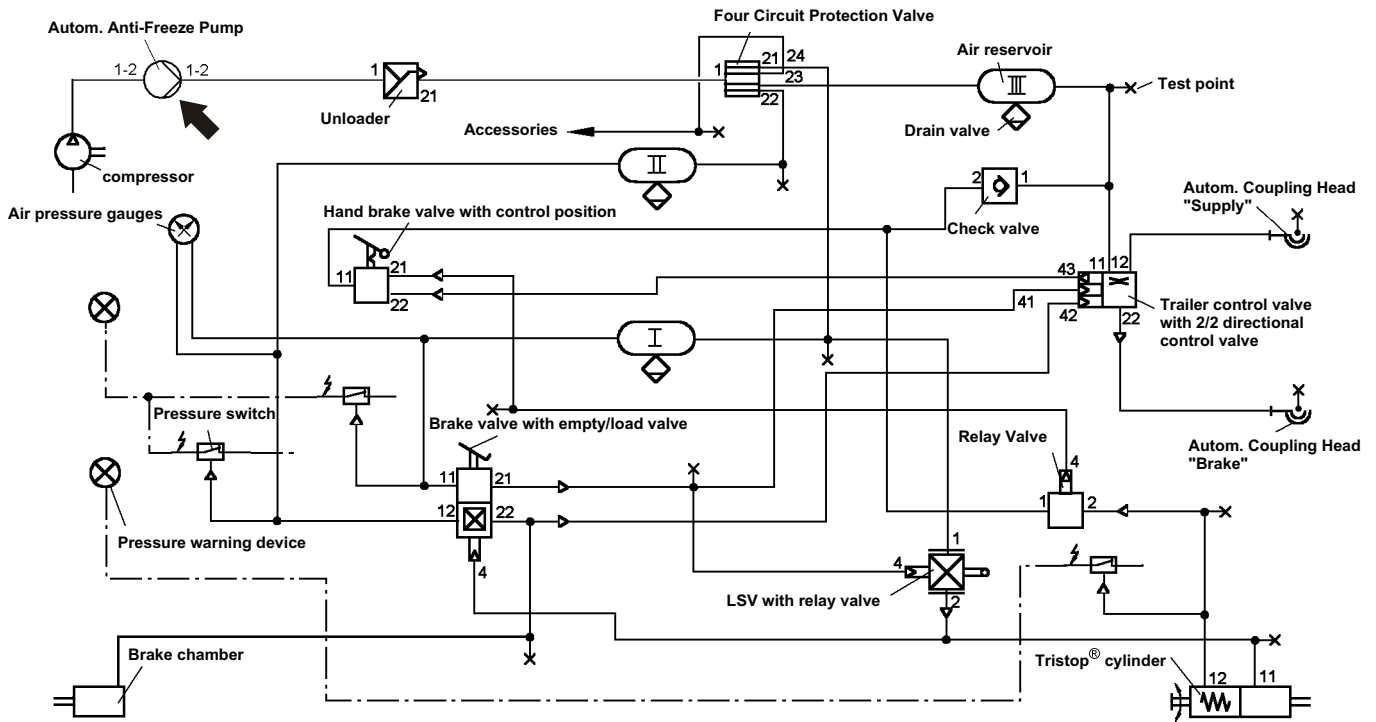 Four Circuit Protection Valve
Autom. Anti-Freeze Pump
Air reservoir
1-2
1-2
1
21
1
21
24
23
22
III
Test point
Unloader
Accessories
Drain valve
II
compressor
2
1
Autom. Coupling Head
"Supply"
Air pressure gauges
Hand brake valve with control position
Check valve
11
21
22
43
11
12
41
42
22
Trailer control valve
with 2/2 directional
control valve
I
Pressure switch
Brake valve with empty/load valve
Relay Valve
Autom. Coupling Head
"Brake"
11
21
4
12
22
1
2
Pressure warning device
4
1
4
LSV with relay valve
2
Brake chamber
Tristop® cylinder
12
11